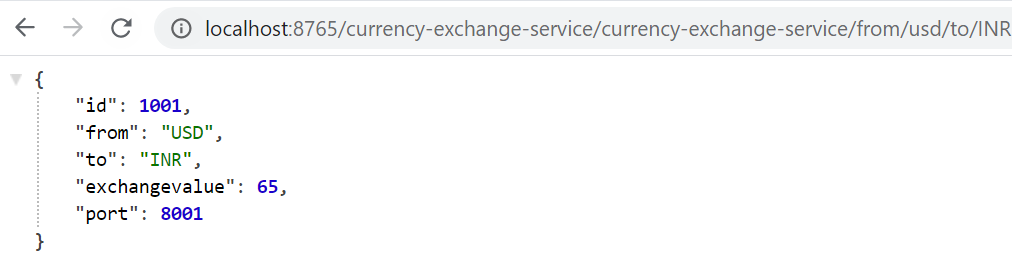 localhost:8765/currency-exchange-service/currency-exchange-service/from/usd/to/INR
{
"id": 1001,
"from": "USD",
"to": "INR",
"exchangevalue": 65,
"port": 8001
}